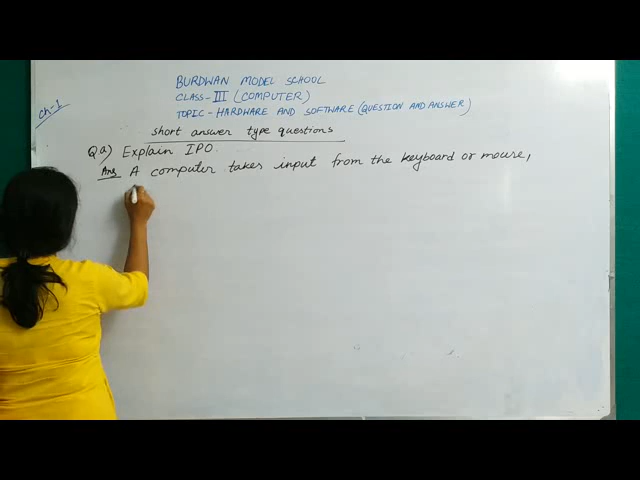 Ch-1
BURDWAN MODEL SCHOOL
CLASS-III (COMPUTER)
TOPIC-HARDWARE AND SOFTWARE (QUESTION AND ANSWER)
short answer type questions
Qa) Explain IPO.
Ans A computer takes input from the keyboard or mouse,